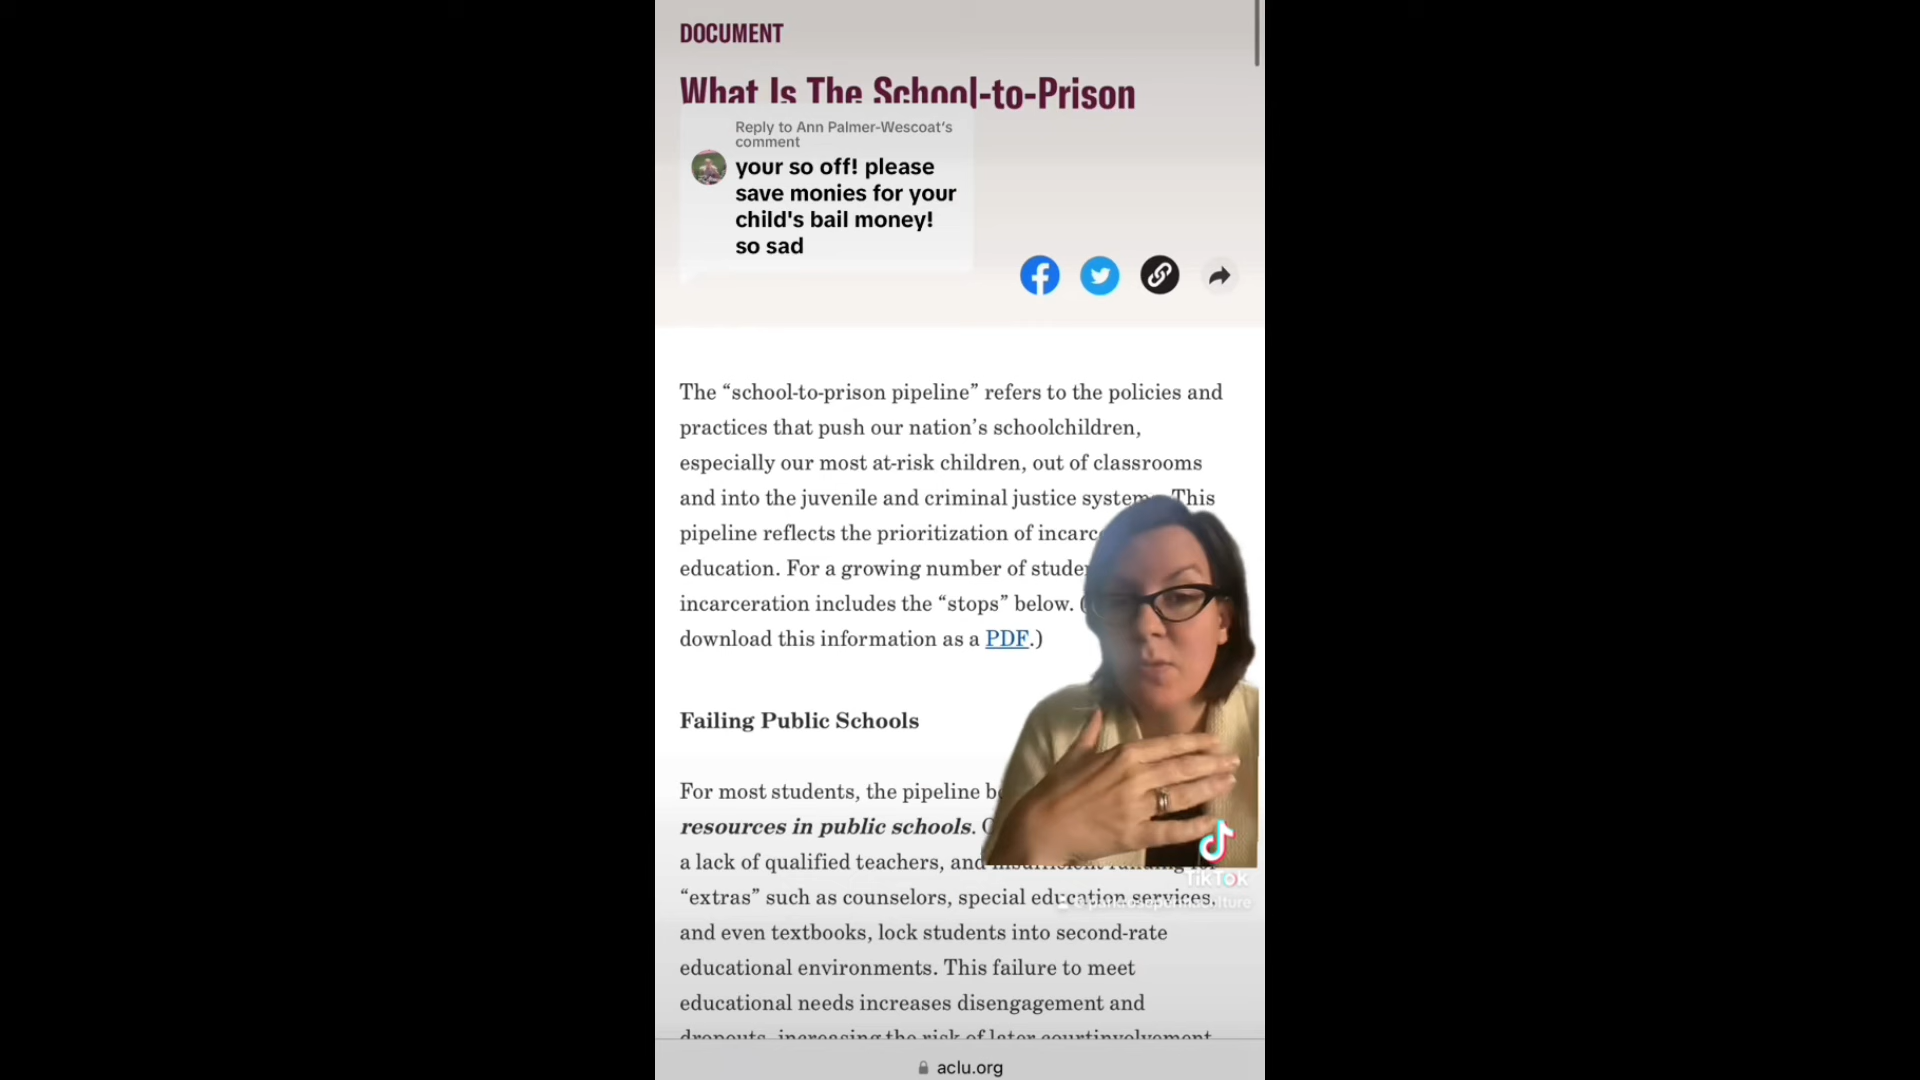 DOCUMENT
What Is The School-to-Prison
Reply to Ann Palmer-Wescoat's
comment
your so off! please
save monies for your
child's bail money!
so sad
The “school-to-prison pipeline” refers to the policies and
practices that push our nation’s schoolchildren,
especially our most at-risk children, out of classrooms
and into the juvenile and criminal justice This
pipeline reflects the prioritization of
education. For a growing number of
incarceration includes the “stops” below. (
download this information as a PDF.)
Failing Public Schools
For most students, the pipeline
resources in public schools.
a lack of qualified teachers, and
“extras” such as counselors, special education services,
and even textbooks, lock students into second-rate
educational environments. This failure to meet
educational needs increases disengagement and
dropouts, increasing the risk of later
TikTok
aclu.org